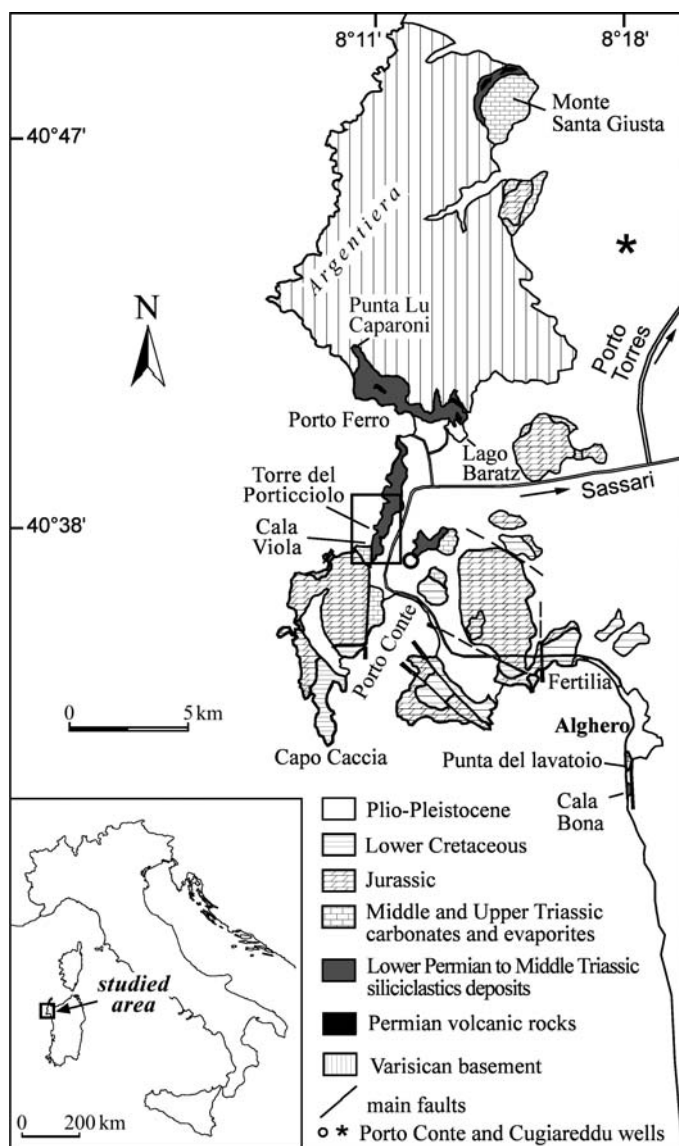 8°11'
8°18'
40°47'
Monte
Santa Giusta
Argentiera
N
Punta Lu
Caparoni
Porto
Torres
Porto Ferro
Lago
Baratz
Sassari
Torre del
Porticciolo
40°38'
Cala
Viola
Porto Conte
Fertilia
0 5 km
Alghero
Capo Caccia
Punta del lavatoio
Cala
Bona
Plio-Pleistocene
Lower Cretaceous
Jurassic
Middle and Upper Triassic
carbonates and evaporites
Lower Permian to Middle Triassic
siliciclastics deposits
Permian volcanic rocks
Varisican basement
main faults
Porto Conte and Cugiareddu wells
studied
area
0 200 km